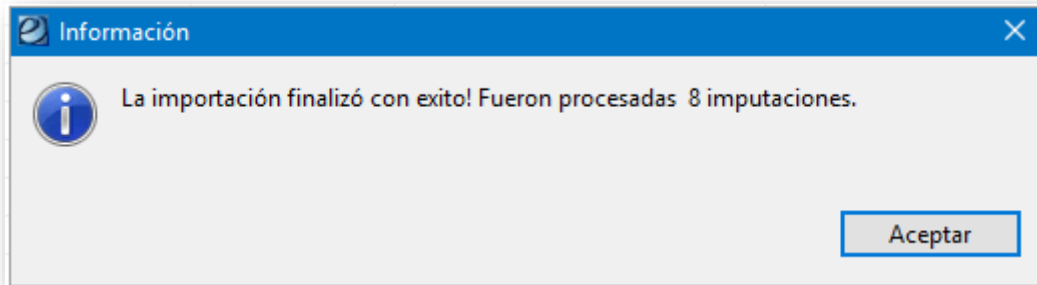 Información
La importación finalizó con exito! Fueron procesadas  8 imputaciones.
Aceptar